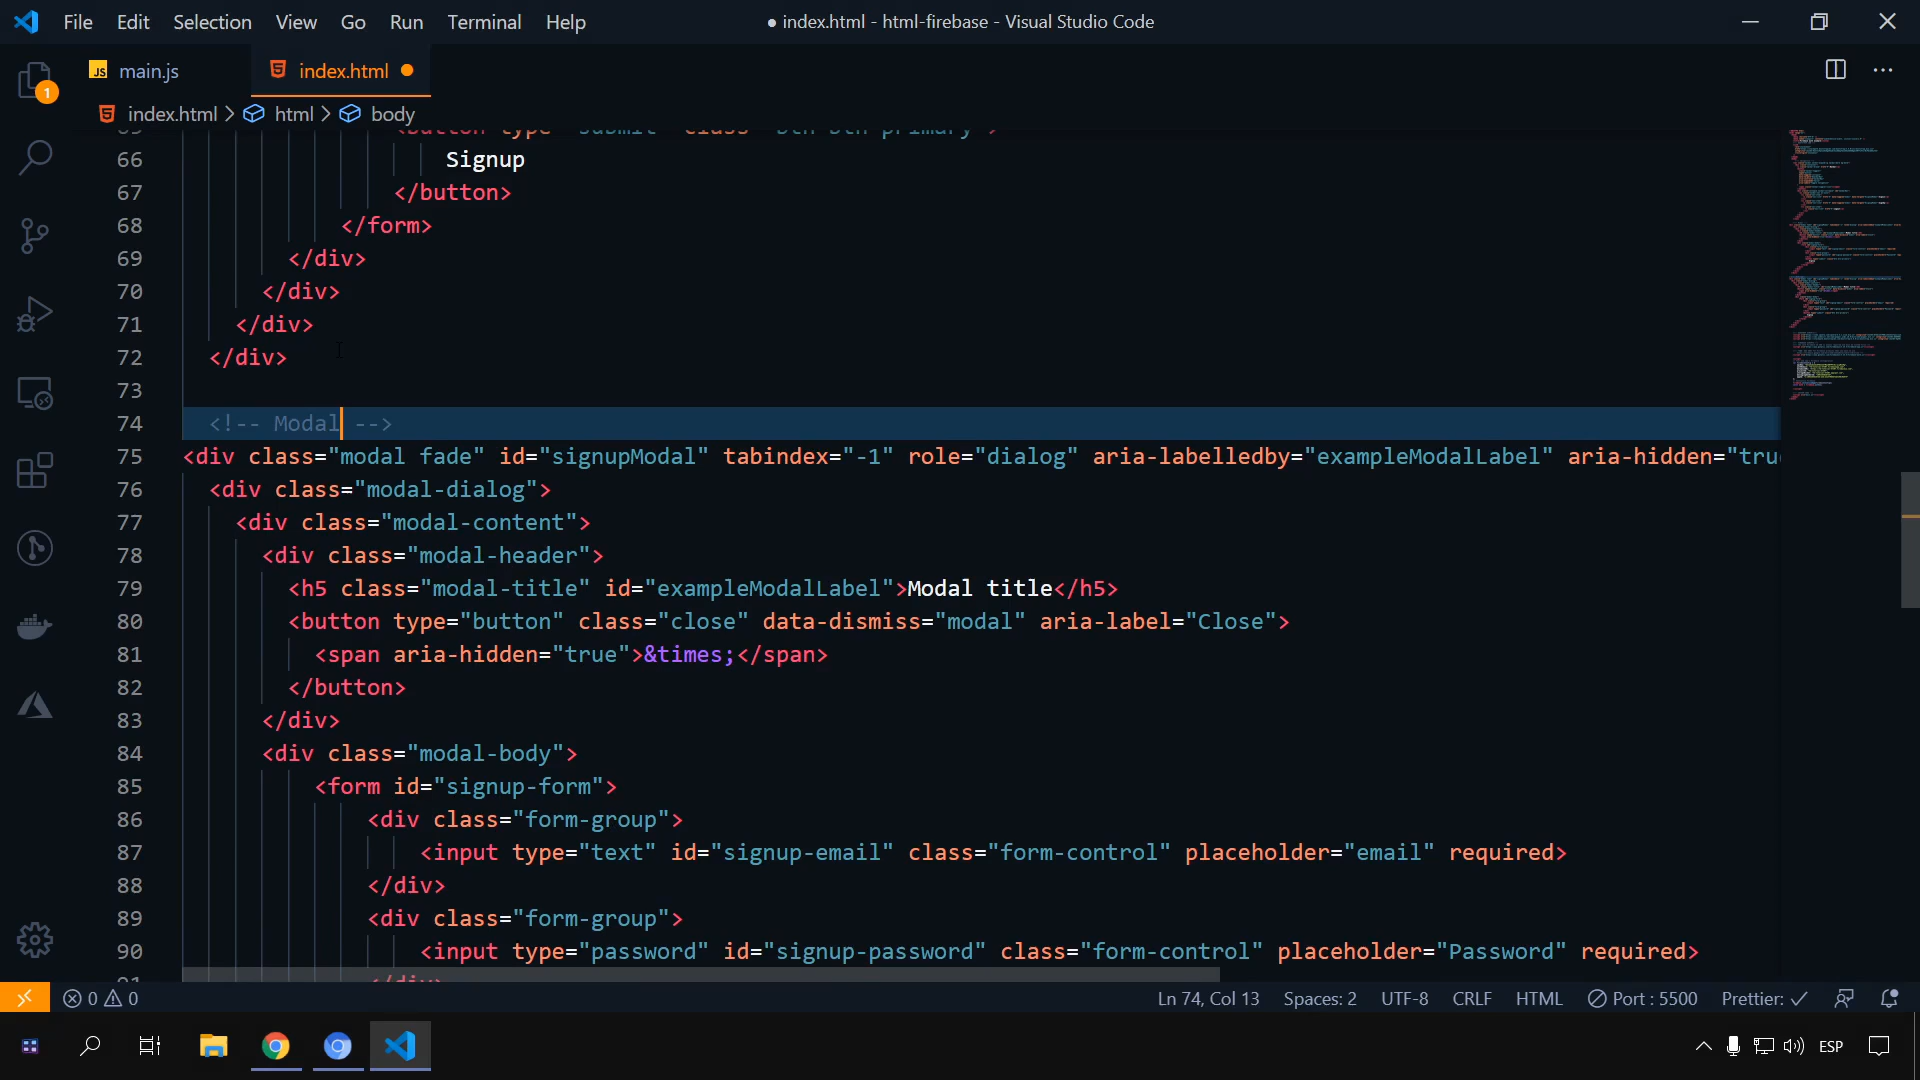 File Edit Selection View Go Run Terminal Help
● index.html - html-firebase - Visual Studio Code
JS main.js
index.html ●
index.html > html > body
1
66 Signup
67 </button>
68 </form>
69 </div>
70 </div>
71 </div>
72 </div>
73
74 <!-- Modal -->
75 <div class="modal fade" id="signupModal" tabindex="-1" role="dialog" aria-labelledby="exampleModalLabel" aria-hidden="tru
76 <div class="modal-dialog">
77 <div class="modal-content">
78 <div class="modal-header">
79 <h5 class="modal-title" id="exampleModalLabel">Modal title</h5>
80 <button type="button" class="close" data-dismiss="modal" aria-label="Close">
81 <span aria-hidden="true">&times;</span>
82 </button>
83 </div>
84 <div class="modal-body">
85 <form id="signup-form">
86 <div class="form-group">
87 <input type="text" id="signup-email" class="form-control" placeholder="email" required>
88 </div>
89 <div class="form-group">
90 <input type="password" id="signup-password" class="form-control" placeholder="Password" required>
0 0
Ln 74, Col 13 Spaces: 2 UTF-8 CRLF HTML Port : 5500 Prettier: ✓
ESP